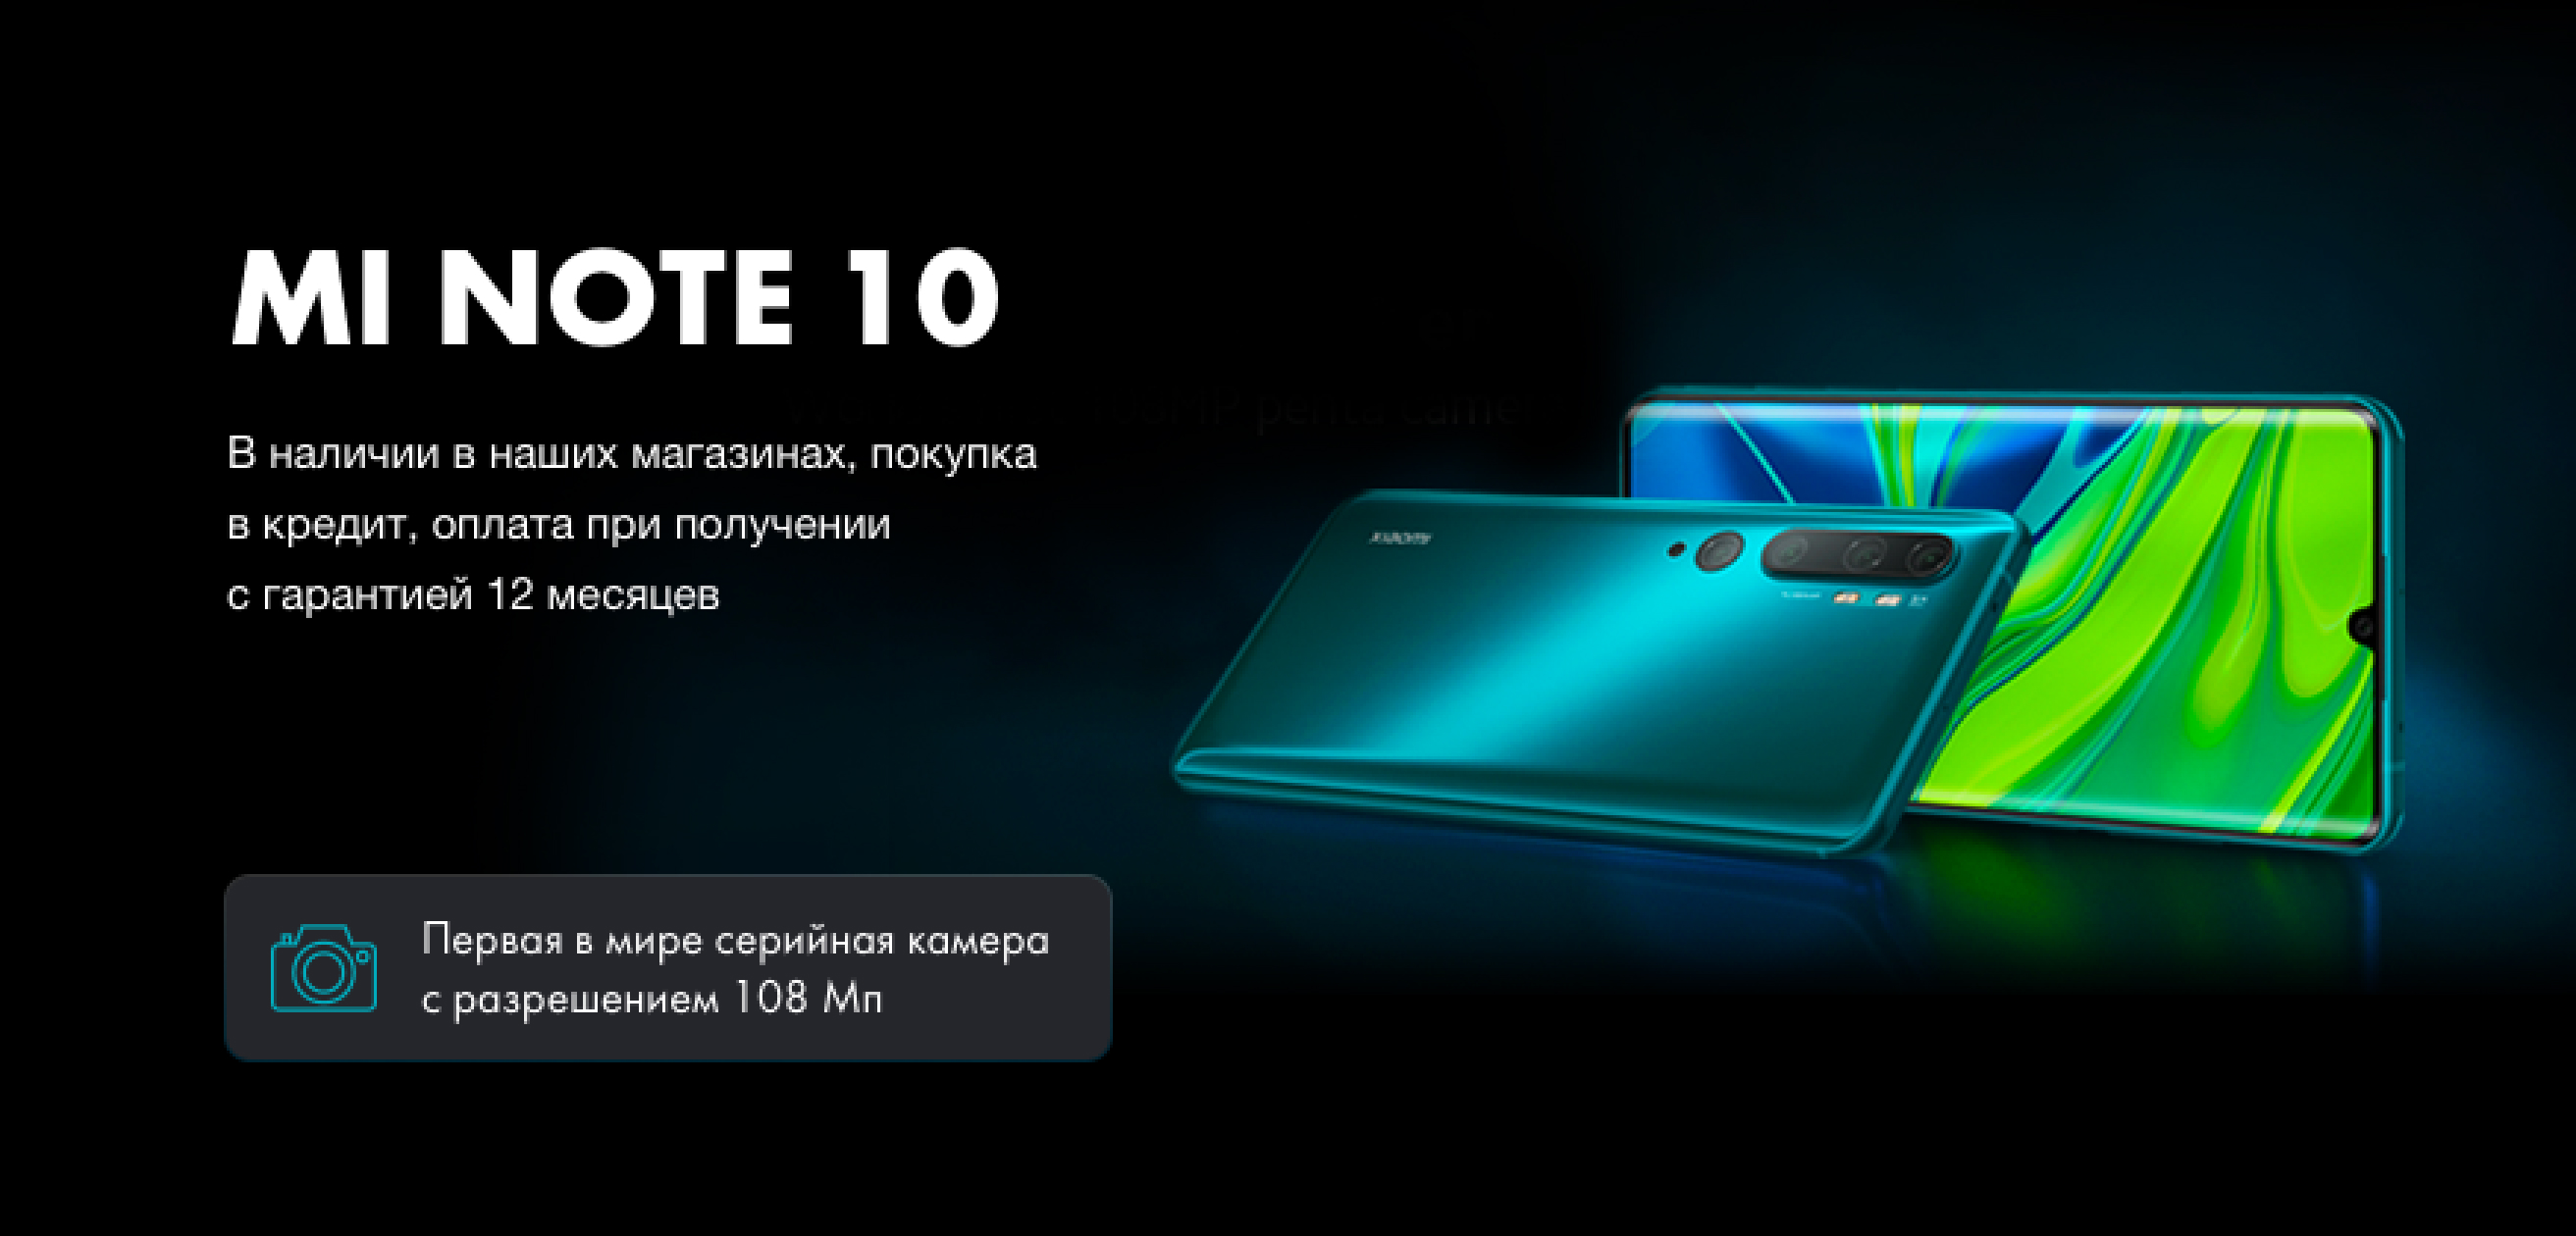 MI NOTE 10
В наличии в наших магазинах, покупка
в кредит, оплата при получении
с гарантией 12 месяцев
XIAOMI
Первая в мире серийная камера
с разрешением 108 Мп